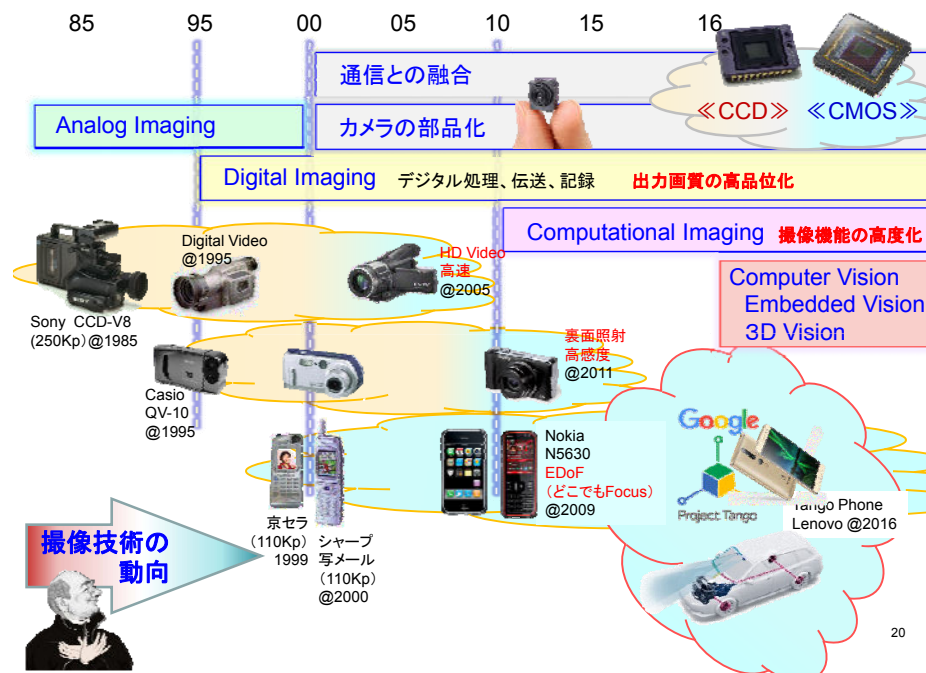 85 95 00 05 10 15 16
通信との融合
≪CCD≫ ≪CMOS≫
Analog Imaging
カメラの部品化
Digital Imaging デジタル処理、伝送、記録 出力画質の高品位化
Computational Imaging 撮像機能の高度化
Computer Vision
Embedded Vision
3D Vision
Digital Video
@1995
HD Video
高速
@2005
Sony CCD-V8
(250Kp) @1985
裏面照射
高感度
@2011
Casio
QV-10
@1995
Nokia
N5630
EDoF
(どこでもFocus)
@2009
Google
Project Tango
Tango Phone
Lenovo @2016
京セラ
(110Kp)
1999
シャープ
写メール
(110Kp)
@2000
撮像技術の
動向
20